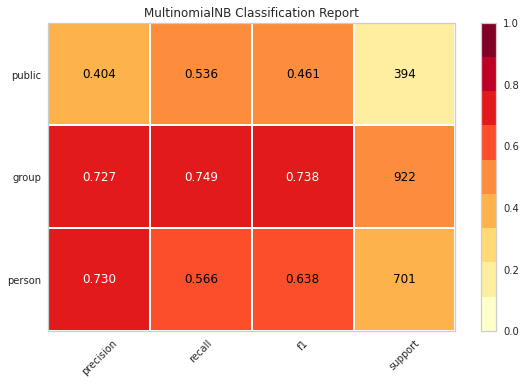 MultinomialNB Classification Report
public 0.404 0.536 0.461 394
group 0.727 0.749 0.738 922
person 0.730 0.566 0.638 701
precision recall f1 support
1.0
0.8
0.6
0.4
0.2
0.0